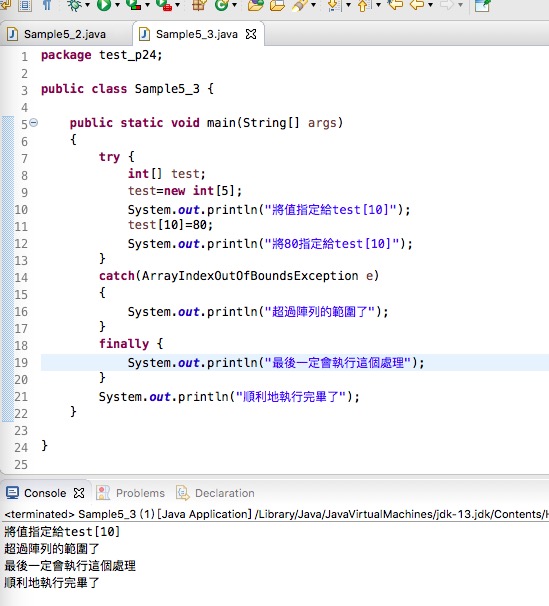 Sample5_2.java
Sample5_3.java
1 package test_p24;
2
3 public class Sample5_3 {
4
5 public static void main(String[] args)
6 {
7 try {
8 int[] test;
9 test=new int[5];
10 System.out.println("將值指定給test[10]");
11 test[10]=80;
12 System.out.println("將80指定給test[10]");
13 }
14 catch(ArrayIndexOutOfBoundsException e)
15 {
16 System.out.println("超過陣列的範圍了");
17 }
18 finally {
19 System.out.println("最後一定會執行這個處理");
20 }
21 System.out.println("順利地執行完畢了");
22 }
23
24 }
25
Console Problems Declaration
<terminated> Sample5_3 (1) [Java Application] /Library/Java/JavaVirtualMachines/jdk-13.jdk/Contents/
將值指定給test[10]
超過陣列的範圍了
最後一定會執行這個處理
順利地執行完畢了